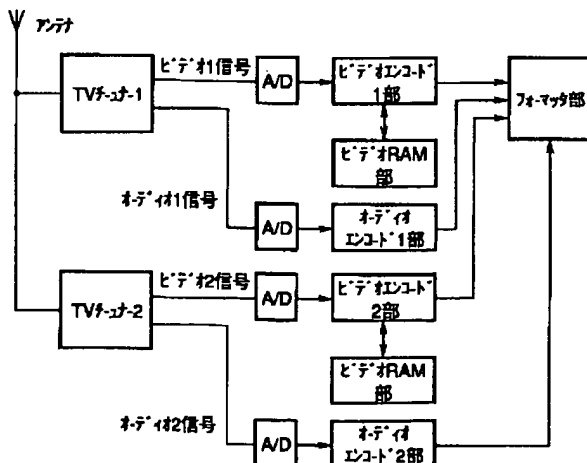 アンテナ
ビデオ1信号
A/D
ビデオエンコード
1部
フォーマッタ部
TVチューナー1
ビデオRAM
部
オーディオ1信号
A/D
オーディオ
エンコード1部
ビデオ2信号
A/D
ビデオエンコード
2部
TVチューナー2
ビデオRAM
部
オーディオ2信号
A/D
オーディオ
エンコード2部